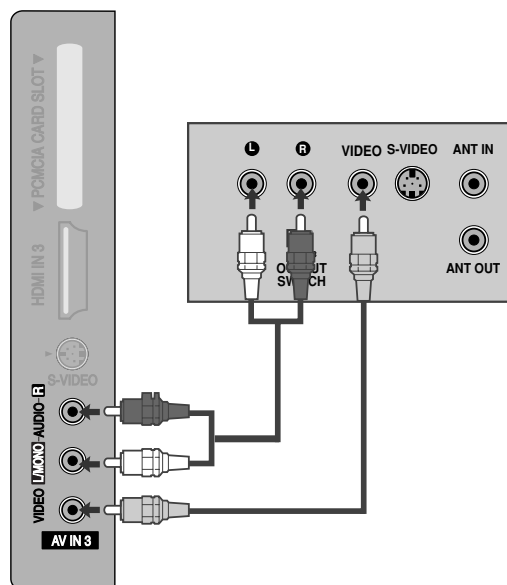 ▼ PCMCIA CARD SLOT ▼
HDMI IN 3
▼
S-VIDEO
VIDEO L/MONO-AUDIO-R
AV IN 3
L R VIDEO S-VIDEO ANT IN
ANT OUT
SWITCH